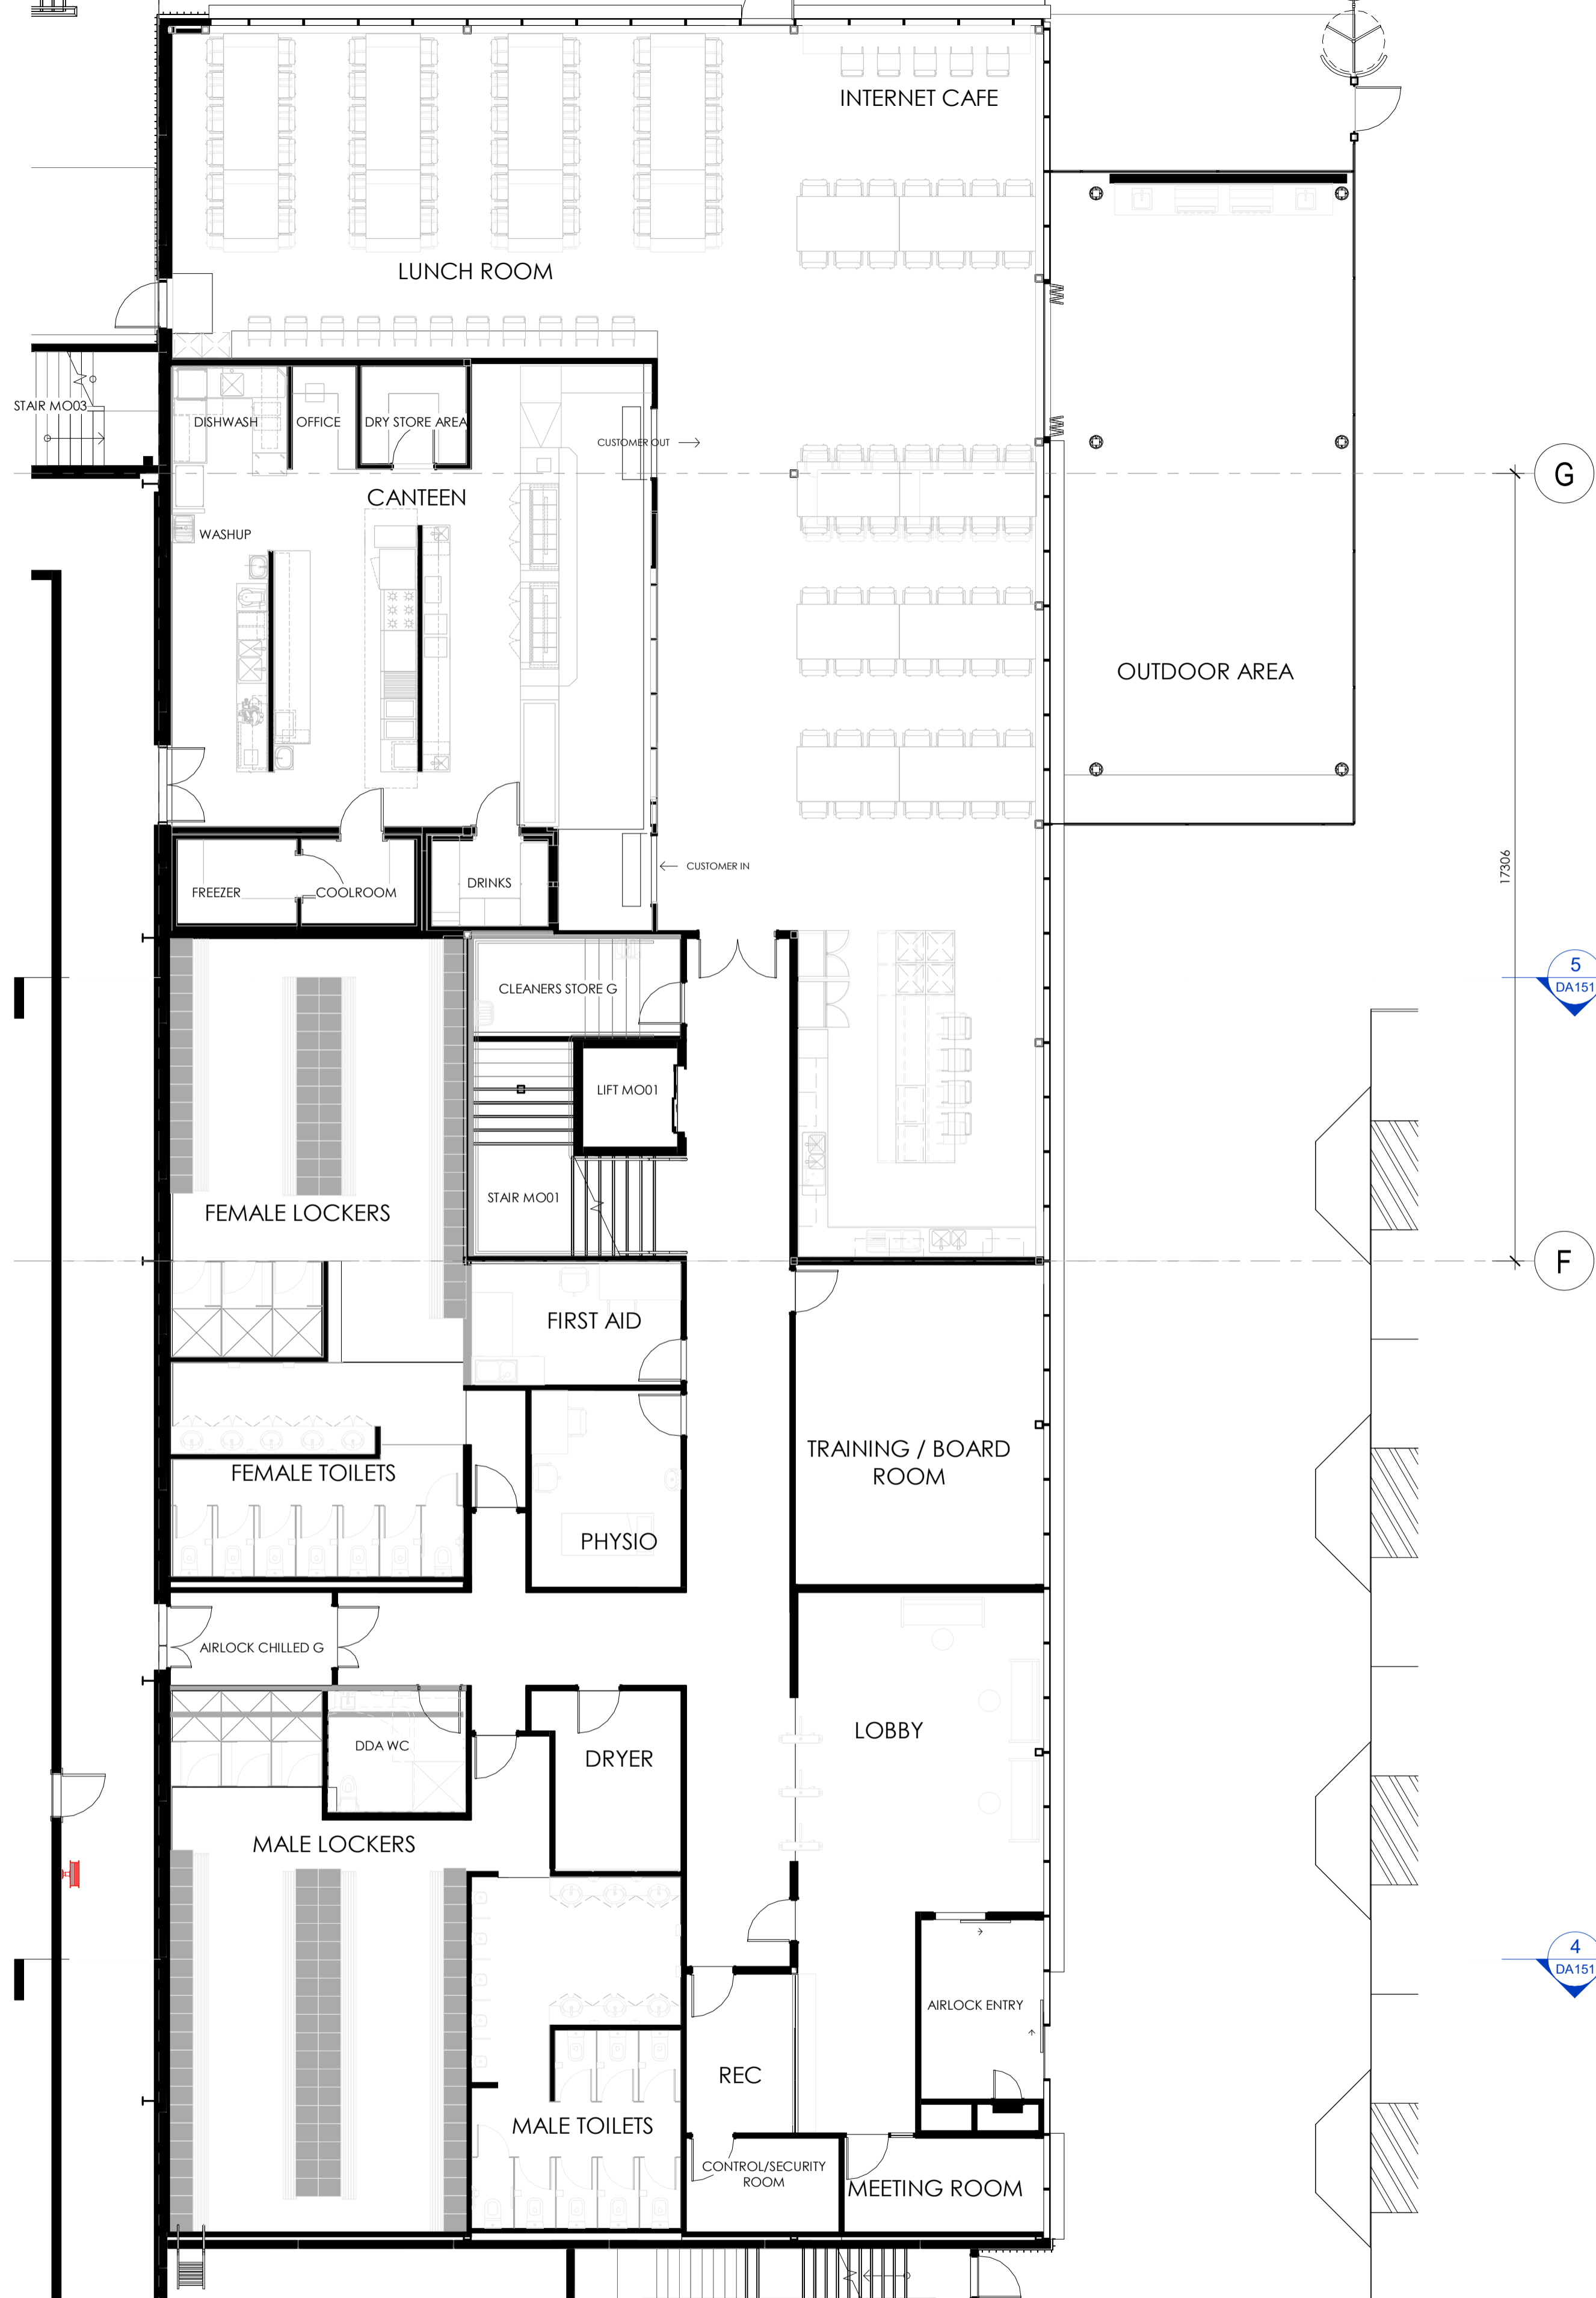 INTERNET CAFE
LUNCH ROOM
STAIR MO03
DISHWASH
OFFICE
DRY STORE AREA
CUSTOMER OUT
G
CANTEEN
WASHUP
OUTDOOR AREA
17306
CUSTOMER IN
FREEZER
COOLROOM
DRINKS
5
DA151
CLEANERS STORE G
LIFT MO01
STAIR MO01
FEMALE LOCKERS
F
FIRST AID
TRAINING / BOARD
ROOM
FEMALE TOILETS
PHYSIO
AIRLOCK CHILLED G
LOBBY
DDA WC
DRYER
MALE LOCKERS
4
DA151
AIRLOCK ENTRY
REC
MALE TOILETS
CONTROL/SECURITY
ROOM
MEETING ROOM